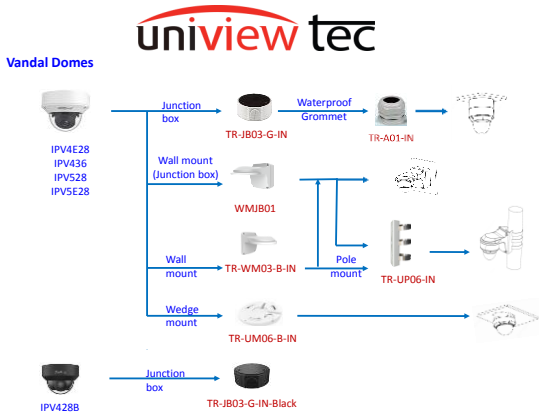 uniview tec
Vandal Domes
Junction
box
TR-JB03-G-IN
Waterproof
Grommet
TR-A01-IN
IPV4E28
IPV436
IPV528
IPV5E28
Wall mount
(Junction box)
WMJB01
Wall
mount
TR-WM03-B-IN
Pole
mount
TR-UP06-IN
Wedge
mount
TR-UM06-B-IN
IPV428B
Junction
box
TR-JB03-G-IN-Black